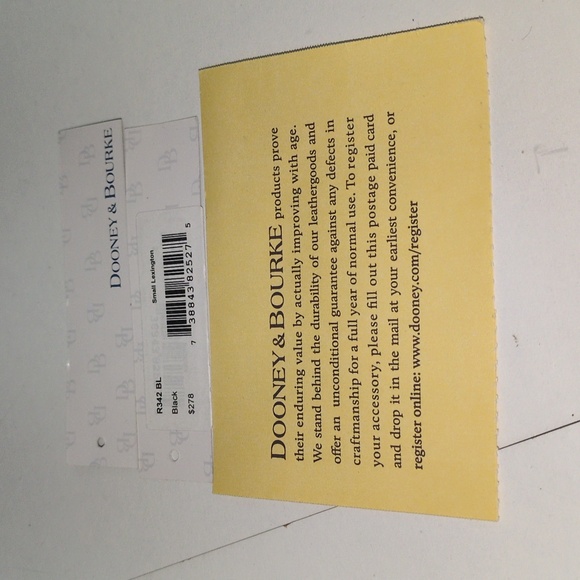 DOONEY & BOURKE
Small Lexington
7 38843 82527 5
R342 BL
Black
$278
DOONEY & BOURKE products prove
their enduring value by actually improving with age.
We stand behind the durability of our leathergoods and
offer an unconditional guarantee against any defects in
craftmanship for a full year of normal use. To register
your accessory, please fill out this postage paid card
and drop it in the mail at your earliest convenience, or
register online: www.dooney.com/register